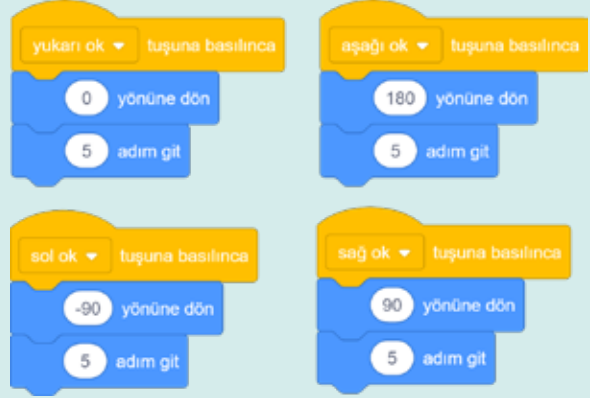 yukarı ok tuşuna basılınca
0 yönüne dön
5 adım git
aşağı ok tuşuna basılınca
180 yönüne dön
5 adım git
sol ok tuşuna basılınca
-90 yönüne dön
5 adım git
sağ ok tuşuna basılınca
90 yönüne dön
5 adım git